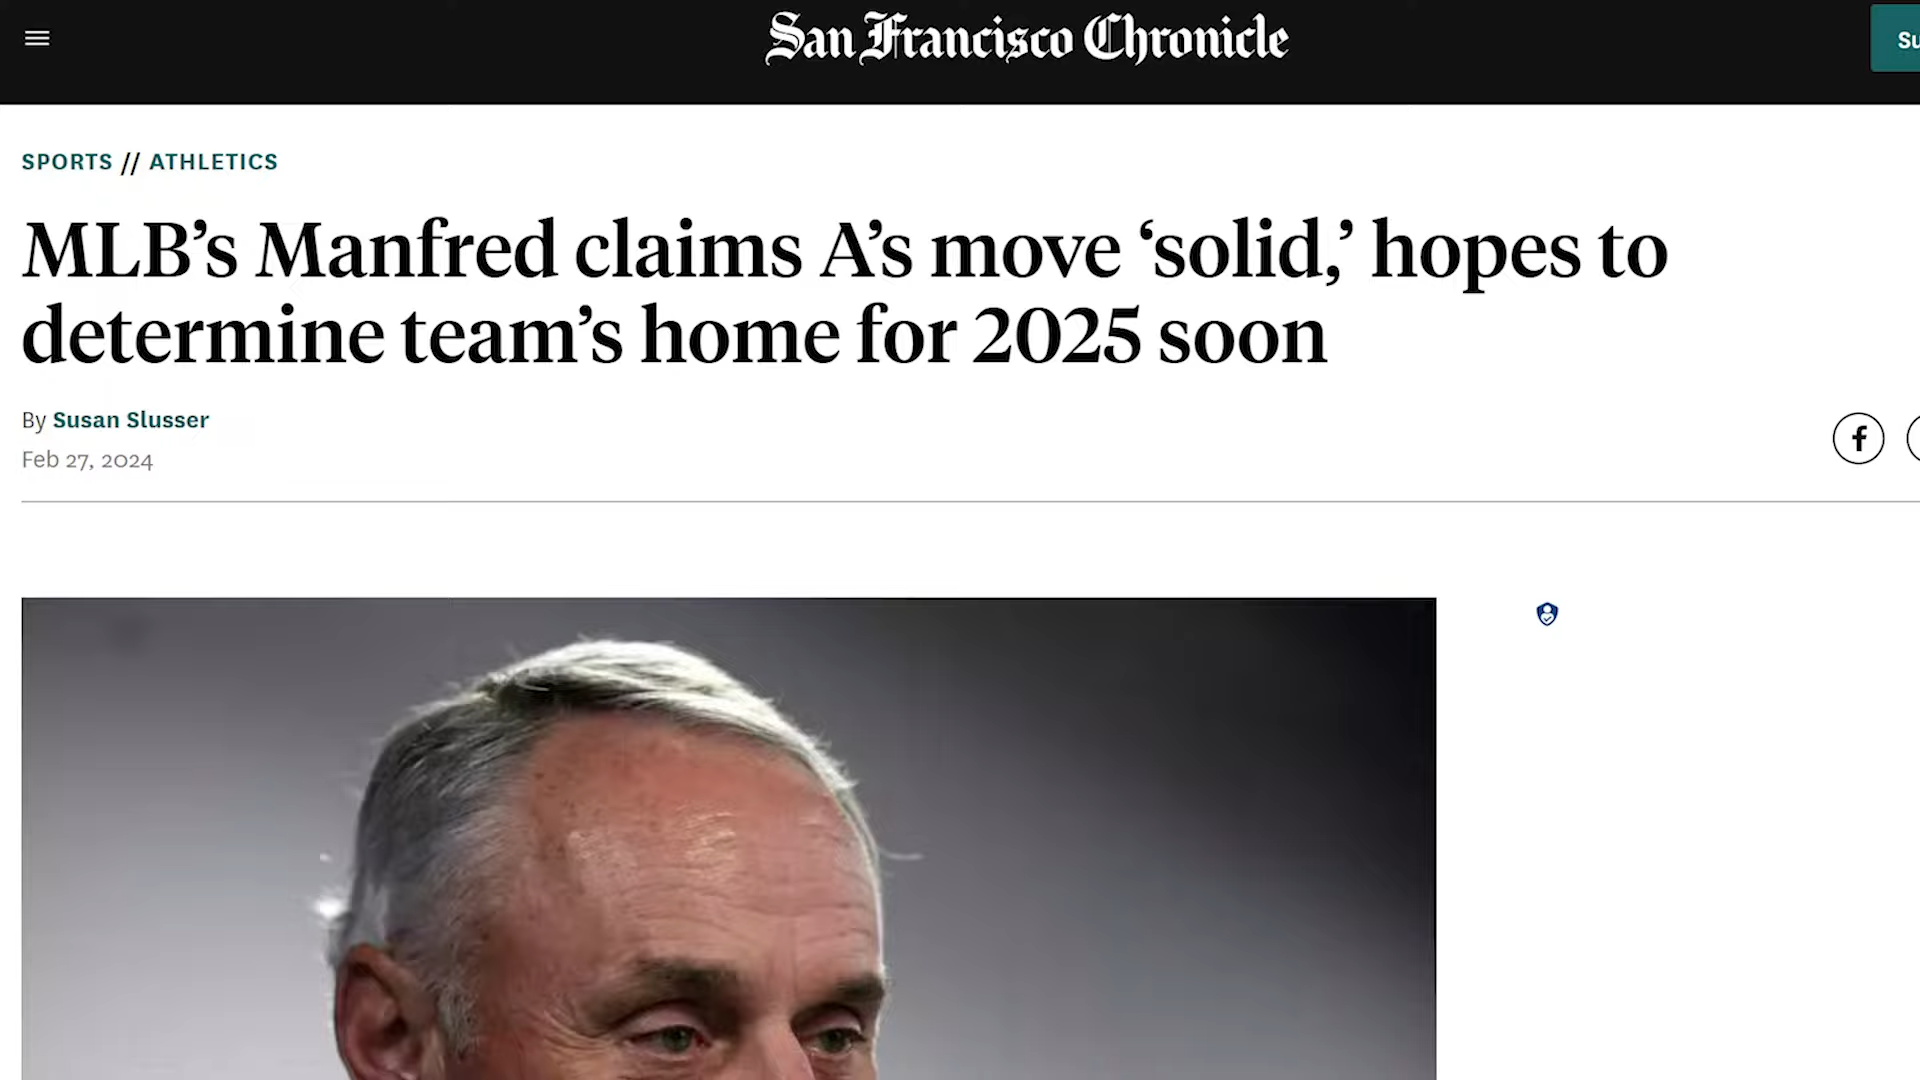 San Francisco Chronicle
Su
SPORTS // ATHLETICS
MLB’s Manfred claims A’s move ‘solid,’ hopes to
determine team’s home for 2025 soon
By Susan Slusser
Feb 27, 2024